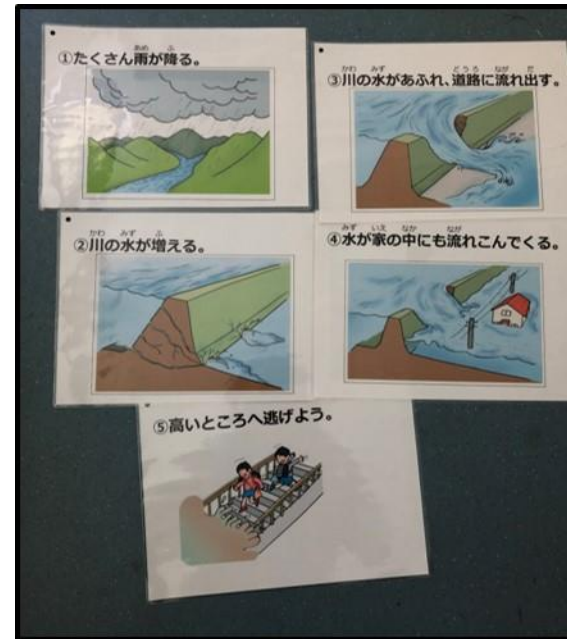 ①たくさん雨が降る。
②川の水が増える。
③川の水があふれ、道路に流れ出す。
④水が家の中にも流れこんでくる。
⑤高いところへ逃げよう。